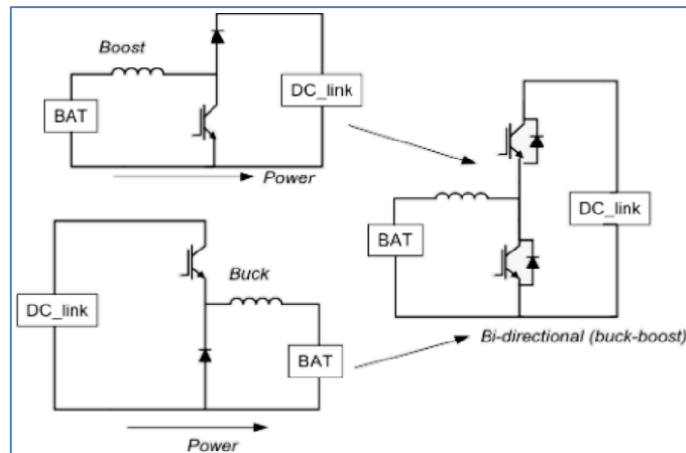 Boost
BAT
DC_link
Power
DC_link
Buck
BAT
Power
BAT
DC_link
Bi-directional (buck-boost)